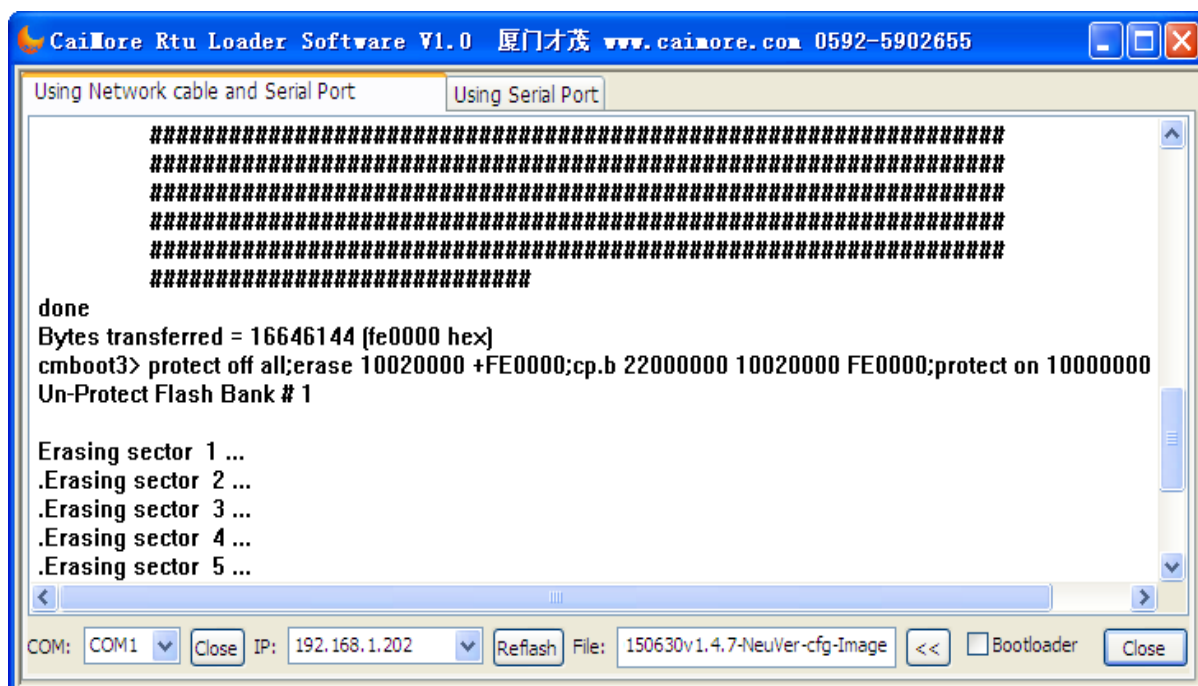 CaiMore Rtu Loader Software V1.0 厦门才茂 www.caimore.com 0592-5902655
Using Network cable and Serial Port
Using Serial Port
#################################################################
#################################################################
#################################################################
#################################################################
#################################################################
#############################
done
Bytes transferred = 16646144 (fe0000 hex)
cmboot3> protect off all;erase 10020000 +FE0000;cp.b 22000000 10020000 FE0000;protect on 10000000
Un-Protect Flash Bank # 1
Erasing sector 1 ...
.Erasing sector 2 ...
.Erasing sector 3 ...
.Erasing sector 4 ...
.Erasing sector 5 ...
COM: COM1 Close IP: 192.168.1.202 Reflash File: 150630v1.4.7-NeuVer-cfg-Image << Bootloader Close